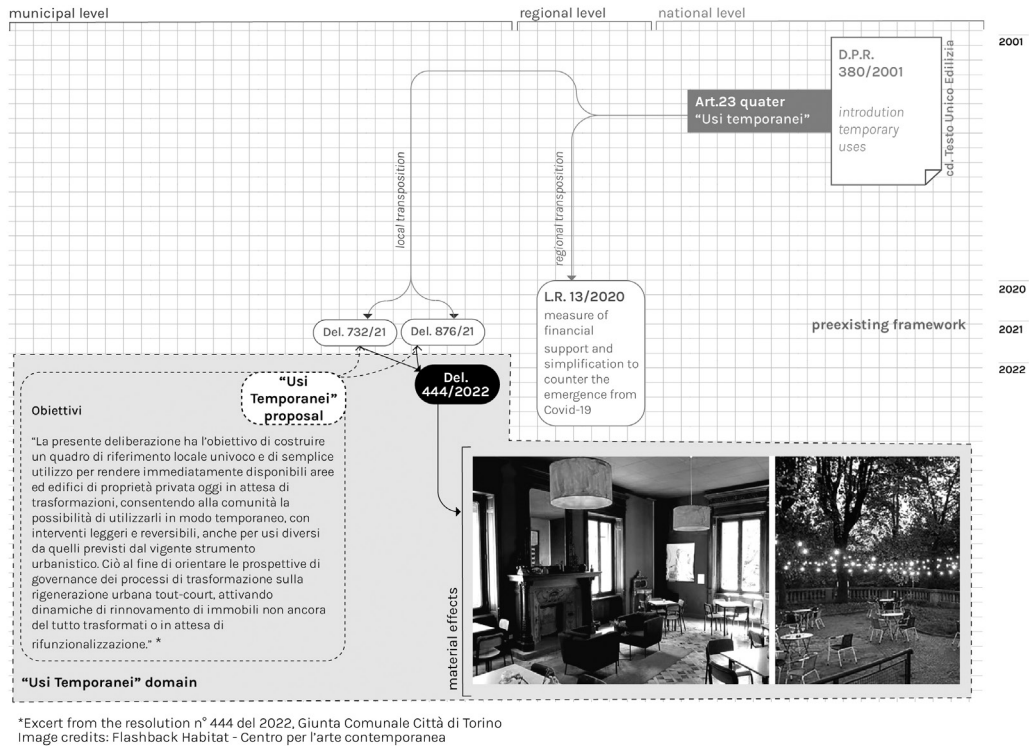 municipal level
regional level
national level
2001
D.P.R.
380/2001
introdution
temporary
uses
cd. Testo Unico Edilizia
Art.23 quater
“Usi temporanei”
local transposition
regional transposition
2020
L.R. 13/2020
measure of
financial
support and
simplification to
counter the
emergence from
Covid-19
preexisting framework
2021
2022
Del. 732/21
Del. 876/21
Del.
444/2022
“Usi
Temporanei”
proposal
Obiettivi
“La presente deliberazione ha l’obiettivo di costruire
un quadro di riferimento locale univoco e di semplice
utilizzo per rendere immediatamente disponibili aree
ed edifici di proprietà privata oggi in attesa di
trasformazioni, consentendo alla comunità la
possibilità di utilizzarli in modo temporaneo, con
interventi leggeri e reversibili, anche per usi diversi
da quelli previsti dal vigente strumento
urbanistico. Ciò al fine di orientare le prospettive di
governance dei processi di trasformazione sulla
rigenerazione urbana tout-court, attivando
dinamiche di rinnovamento di immobili non ancora
del tutto trasformati o in attesa di
rifunzionalizzazione.” *
“Usi Temporanei” domain
material effects
*Excert from the resolution n° 444 del 2022, Giunta Comunale Città di Torino
Image credits: Flashback Habitat - Centro per l’arte contemporanea